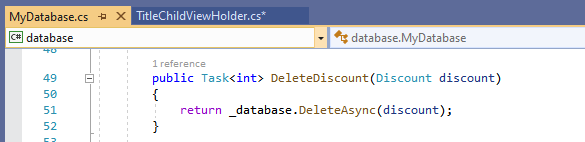 MyDatabase.cs TitleChildViewHolder.cs*
C# database database.MyDatabase
48
1 reference
49 public Task<int> DeleteDiscount(Discount discount)
50 {
51 return _database.DeleteAsync(discount);
52 }
53